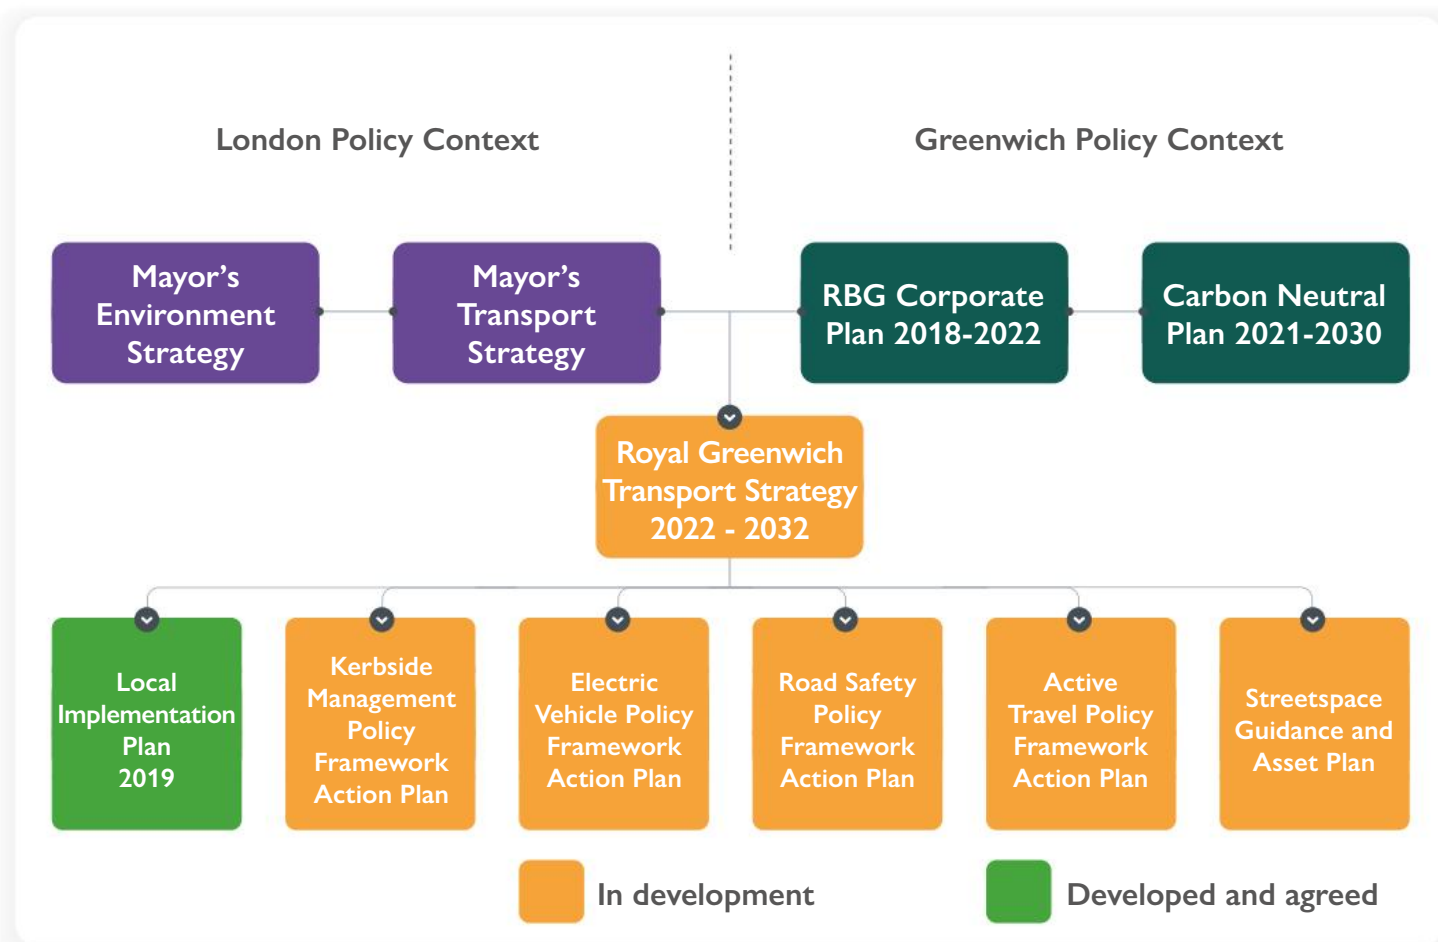 London Policy Context
Greenwich Policy Context
Mayor’s
Environment
Strategy
Mayor’s
Transport
Strategy
RBG Corporate
Plan 2018-2022
Carbon Neutral
Plan 2021-2030
Royal Greenwich
Transport Strategy
2022 - 2032
Local
Implementation
Plan
2019
Kerbside
Management
Policy
Framework
Action Plan
Electric
Vehicle Policy
Framework
Action Plan
Road Safety
Policy
Framework
Action Plan
Active
Travel Policy
Framework
Action Plan
Streetspace
Guidance and
Asset Plan
In development
Developed and agreed